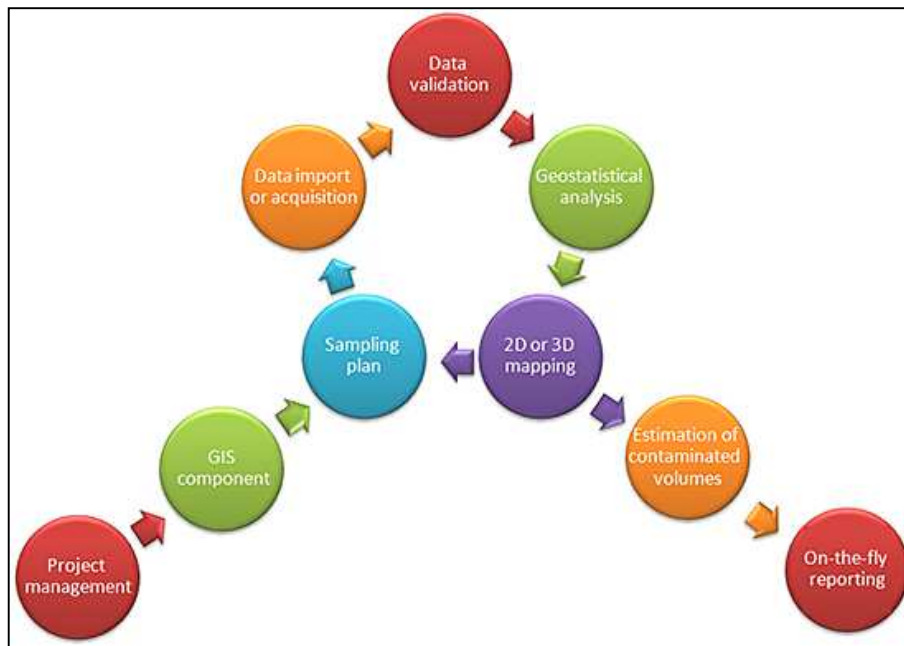 Data
validation
Data import
or acquisition
Geostatistical
analysis
Sampling
plan
2D or 3D
mapping
GIS
component
Estimation of
contaminated
volumes
Project
management
On-the-fly
reporting